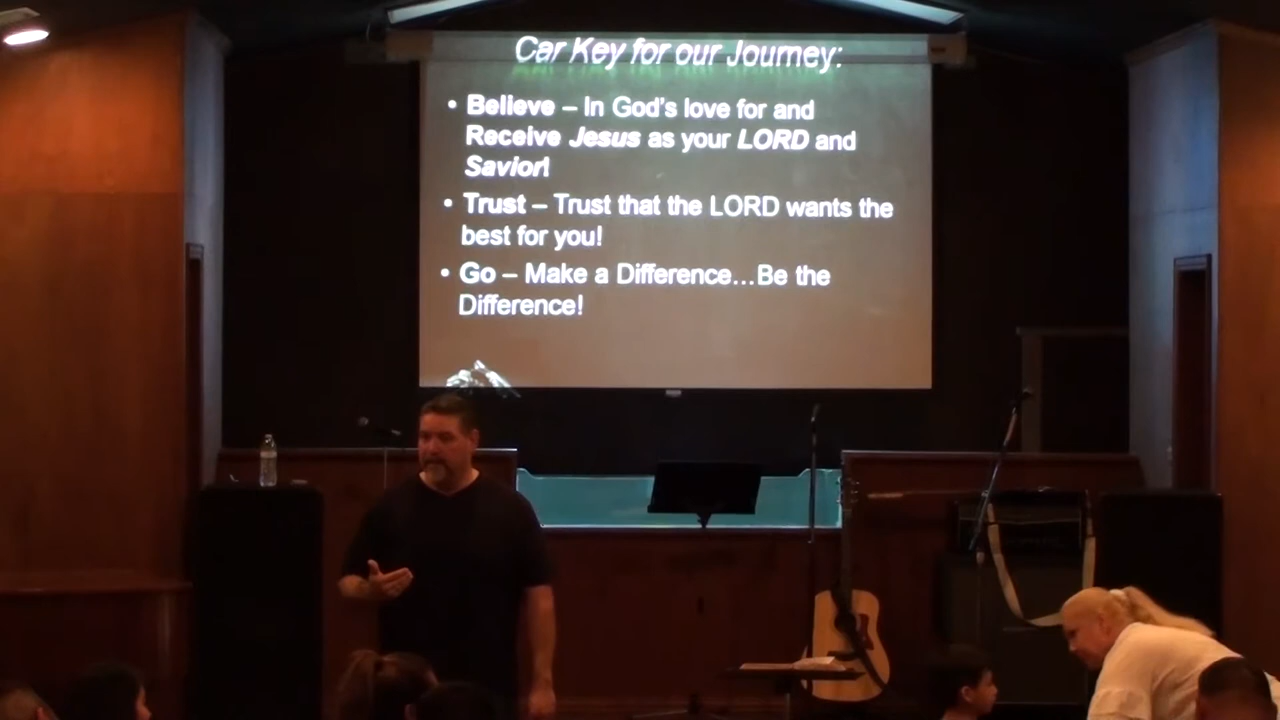 Car Key for our Journey:
• Believe – In God's love for and
Receive Jesus as your LORD and
Savior!
• Trust – Trust that the LORD wants the
best for you!
• Go – Make a Difference...Be the
Difference!